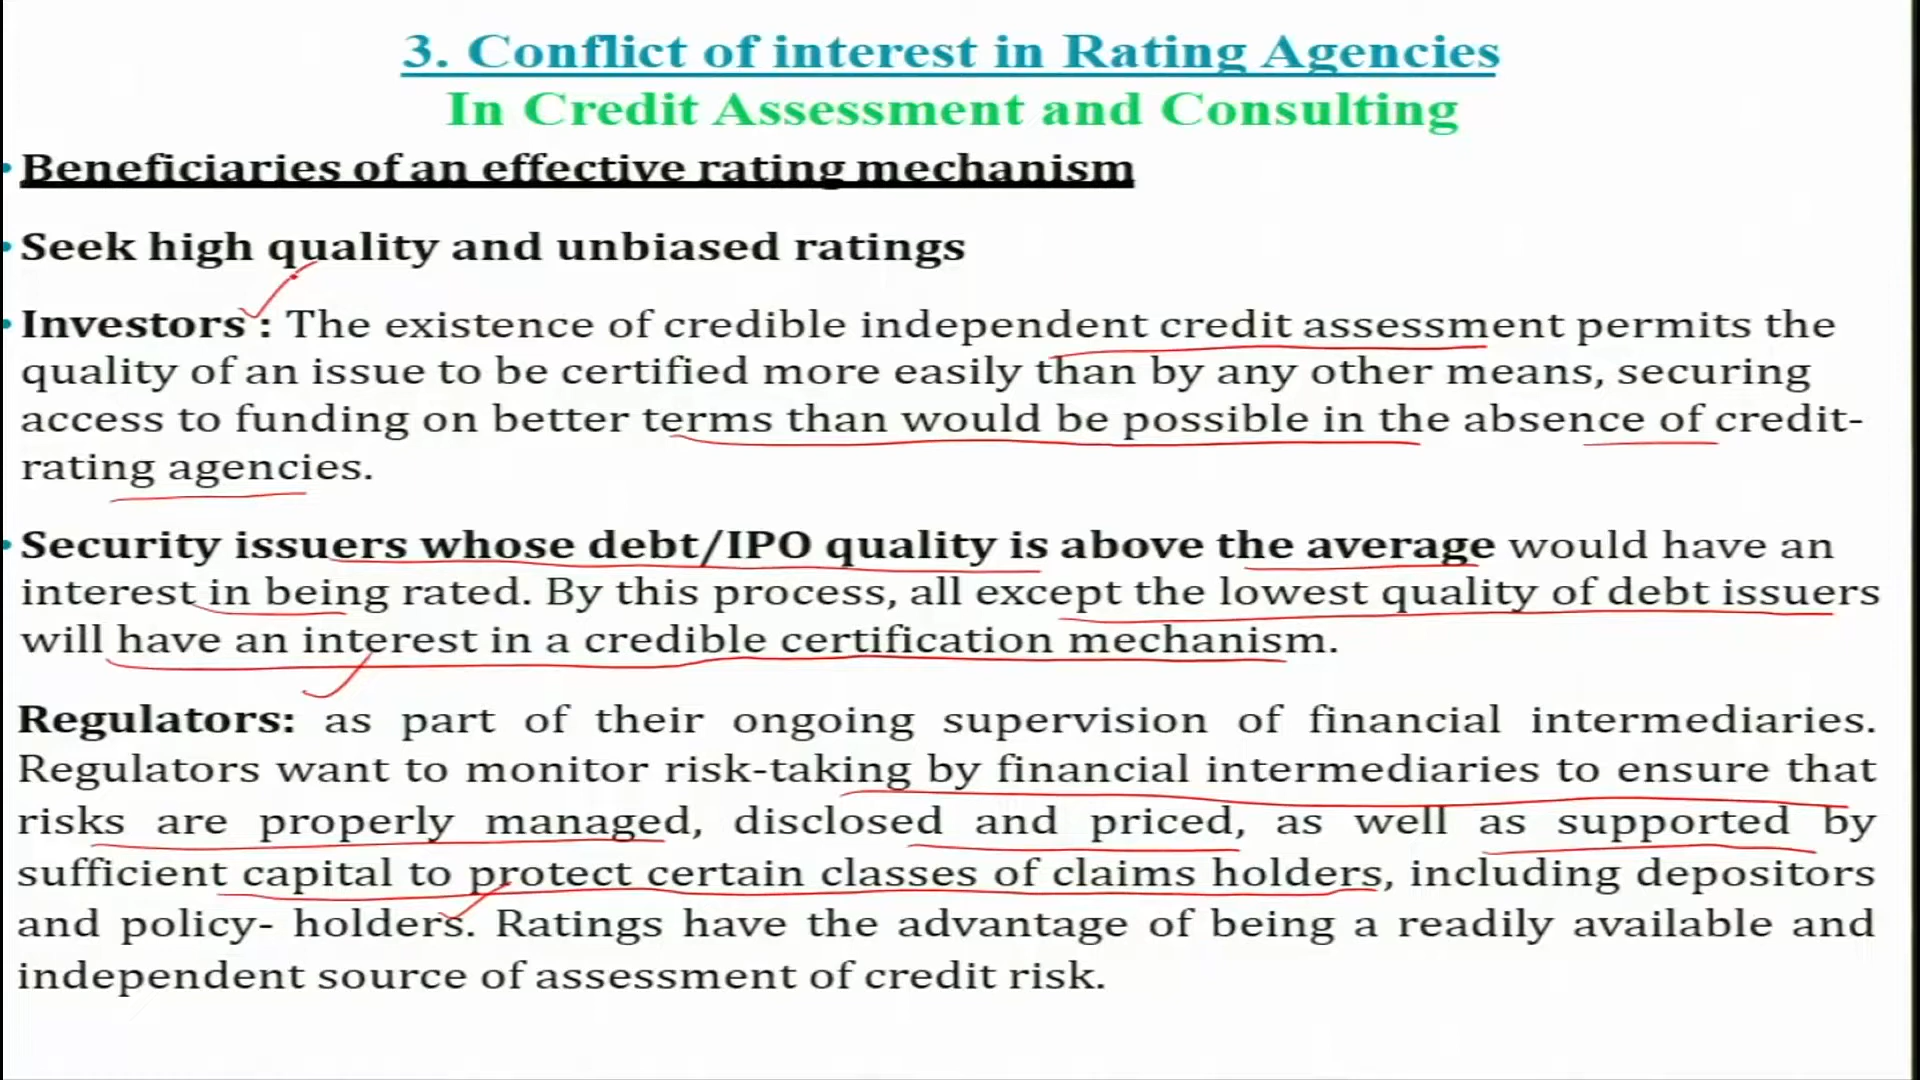 3. Conflict of interest in Rating Agencies
In Credit Assessment and Consulting
• Beneficiaries of an effective rating mechanism
• Seek high quality and unbiased ratings
• Investors : The existence of credible independent credit assessment permits the
quality of an issue to be certified more easily than by any other means, securing
access to funding on better terms than would be possible in the absence of credit-
rating agencies.
• Security issuers whose debt/IPO quality is above the average would have an
interest in being rated. By this process, all except the lowest quality of debt issuers
will have an interest in a credible certification mechanism.
Regulators: as part of their ongoing supervision of financial intermediaries.
Regulators want to monitor risk-taking by financial intermediaries to ensure that
risks are properly managed, disclosed and priced, as well as supported by
sufficient capital to protect certain classes of claims holders, including depositors
and policy- holders. Ratings have the advantage of being a readily available and
independent source of assessment of credit risk.